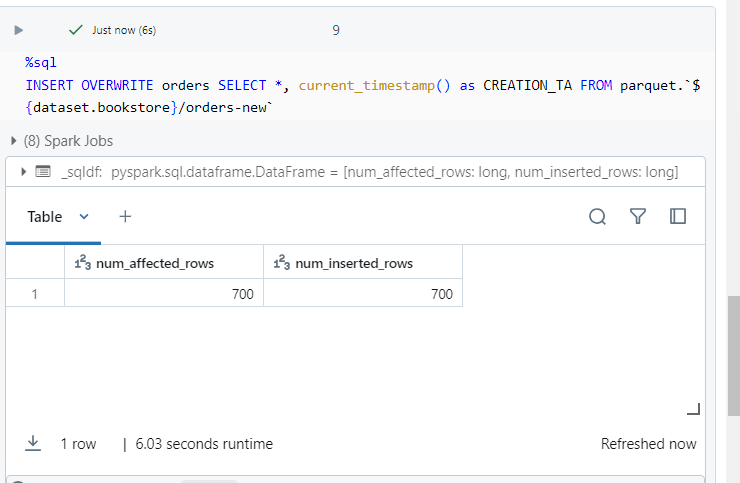 Just now (6s)
9
%sql
INSERT OVERWRITE orders SELECT *, current_timestamp() as CREATION_TA FROM parquet.`$
{dataset.bookstore}/orders-new`
(8) Spark Jobs
_sqldf: pyspark.sql.dataframe.DataFrame = [num_affected_rows: long, num_inserted_rows: long]
Table
123 num_affected_rows 123 num_inserted_rows
1 700 700
1 row | 6.03 seconds runtime Refreshed now